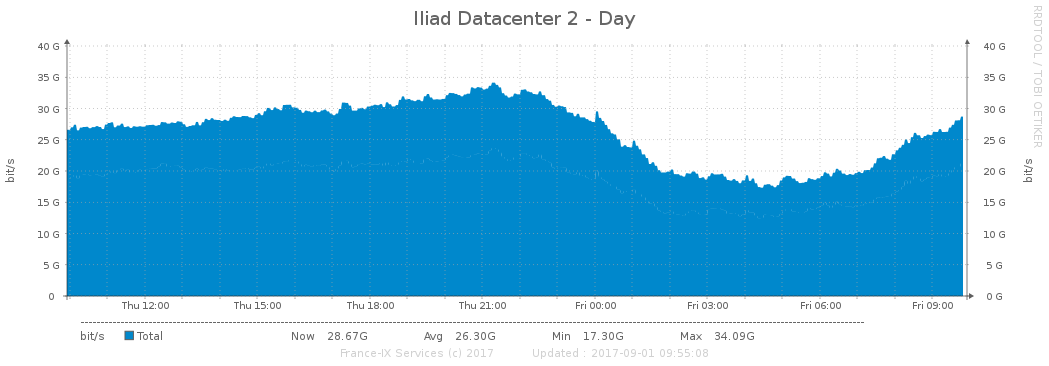 Iliad Datacenter 2 - Day
RRDTOOL / TOBI OETIKER
40 G 40 G
35 G 35 G
30 G 30 G
25 G 25 G
20 G 20 G
15 G 15 G
10 G 10 G
5 G 5 G
0 0 G
bit/s bit/s
Thu 12:00 Thu 15:00 Thu 18:00 Thu 21:00 Fri 00:00 Fri 03:00 Fri 06:00 Fri 09:00
bit/s Total Now 28.67G Avg 26.30G Min 17.30G Max 34.09G
France-IX Services (c) 2017 Updated : 2017-09-01 09:55:08